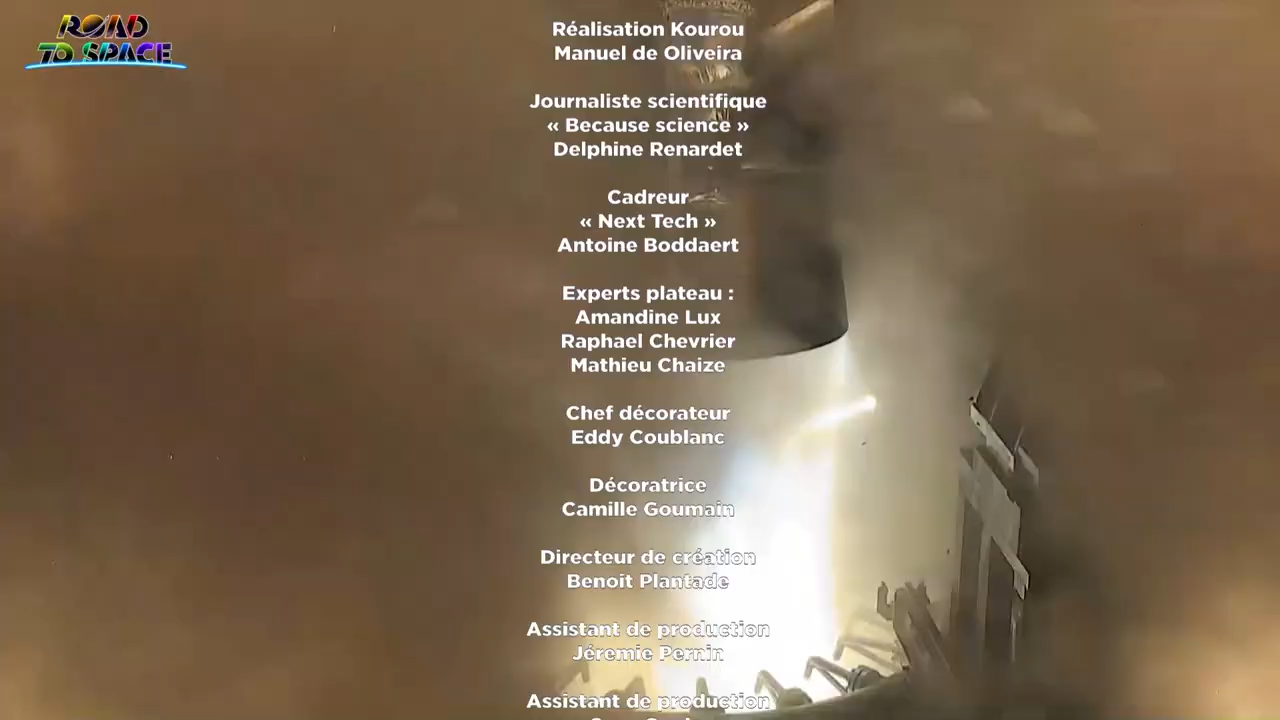 ROAD
TO SPACE
Réalisation Kourou
Manuel de Oliveira
Journaliste scientifique
« Because science »
Delphine Renardet
Cadreur
« Next Tech »
Antoine Boddaert
Experts plateau :
Amandine Lux
Raphael Chevrier
Mathieu Chaize
Chef décorateur
Eddy Coublanc
Décoratrice
Camille Goumain
Directeur de création
Benoit Plantade
Assistant de production
Jéremie Pernin
Assistant de production